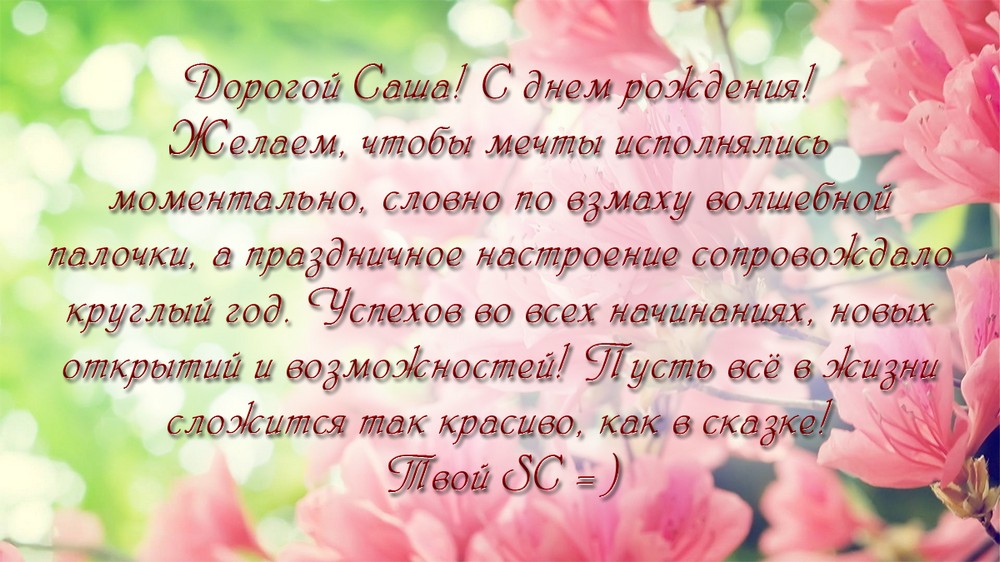 Дорогой Саша! С днем рождения!
Желаем, чтобы мечты исполнялись
моментально, словно по взмаху волшебной
палочки, а праздничное настроение сопровождало
круглый год. Успехов во всех начинаниях, новых
открытий и возможностей! Пусть всё в жизни
сложится так красиво, как в сказке!
Твой SC =)